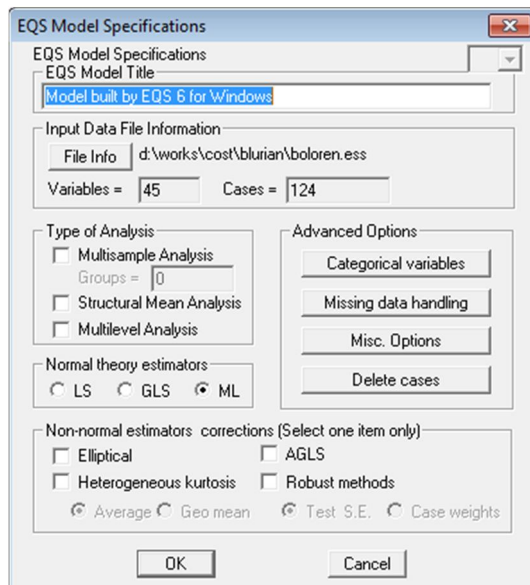 EQS Model Specifications
EQS Model Specifications
EQS Model Title
Model built by EQS 6 for Windows
Input Data File Information
File Info d:\works\cost\blurian\boloren.ess
Variables = 45 Cases = 124
Type of Analysis
Multisample Analysis
Groups = 0
Structural Mean Analysis
Multilevel Analysis
Advanced Options
Categorical variables
Missing data handling
Misc. Options
Delete cases
Normal theory estimators
LS GLS ML
Non-normal estimators corrections (Select one item only)
Elliptical AGLS
Heterogeneous kurtosis Robust methods
Average Geo mean Test S.E. Case weights
OK Cancel